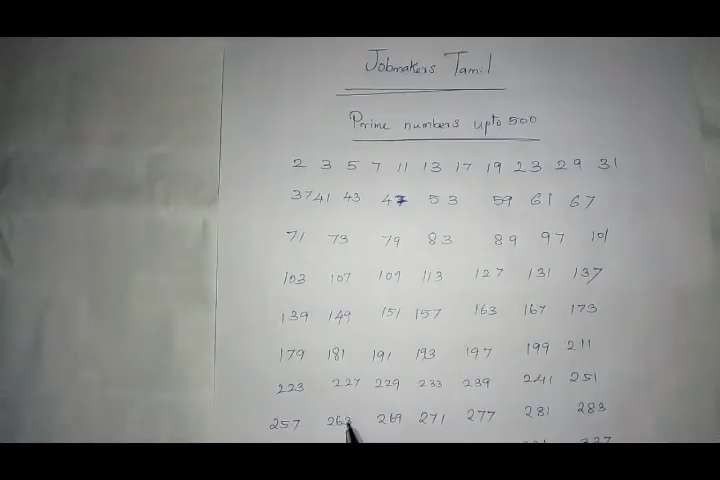 Jobmakers Tamil
Prime numbers upto 500
2 3 5 7 11 13 17 19 23 29 31
37 41 43 47 53 59 61 67
71 73 79 83 89 97 101
103 107 109 113 127 131 137
139 149 151 157 163 167 173
179 181 191 193 197 199 211
223 227 229 233 239 241 251
257 263 269 271 277 281 283